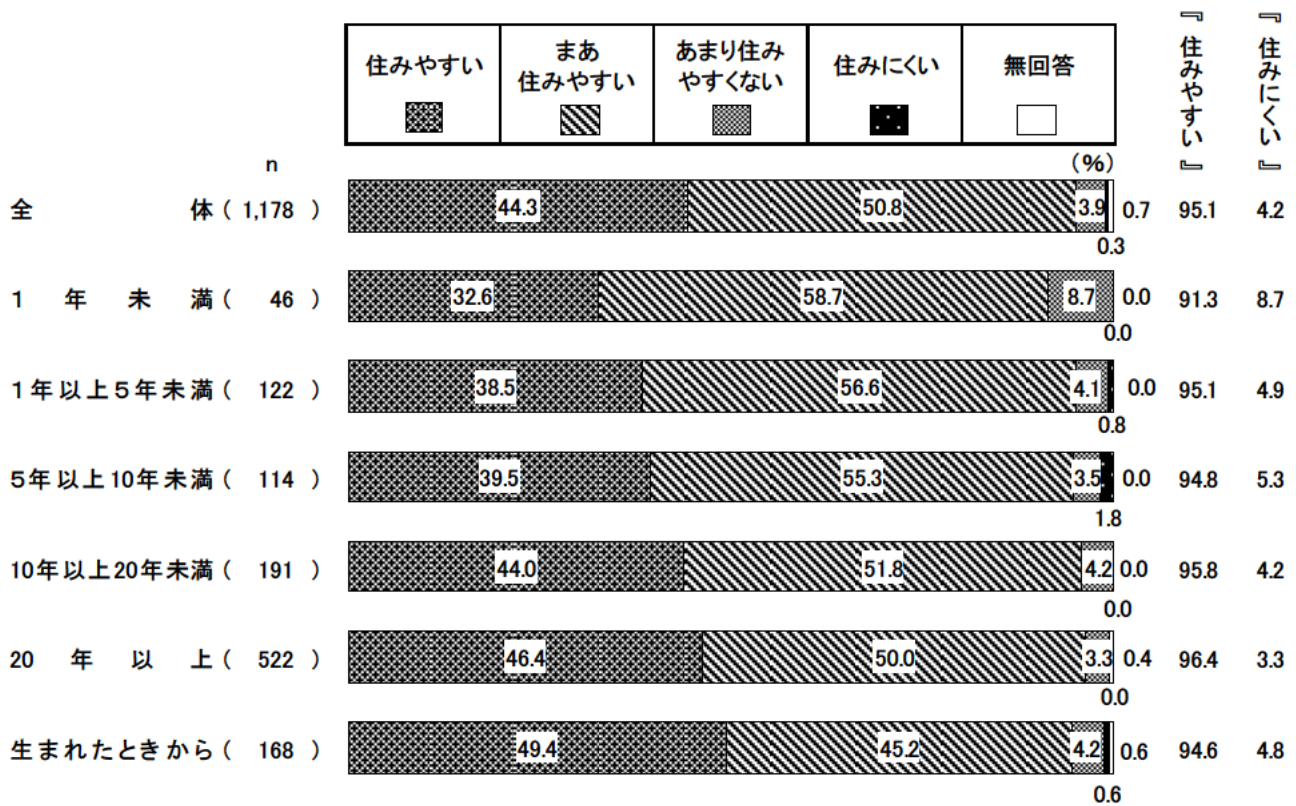 住みやすい
まあ
住みやすい
あまり住み
やすくない
住みにくい
無回答
『住みやすい』
『住みにくい』
n
(%)
全体( 1,178 ) 44.3 50.8 3.9 0.7 95.1 4.2
0.3
1年未満( 46 ) 32.6 58.7 8.7 0.0 91.3 8.7
0.0
1年以上5年未満( 122 ) 38.5 56.6 4.1 0.0 95.1 4.9
0.8
5年以上10年未満( 114 ) 39.5 55.3 3.5 0.0 94.8 5.3
1.8
10年以上20年未満( 191 ) 44.0 51.8 4.2 0.0 95.8 4.2
0.0
20年以上( 522 ) 46.4 50.0 3.3 0.4 96.4 3.3
0.0
生まれたときから( 168 ) 49.4 45.2 4.2 0.6 94.6 4.8
0.6